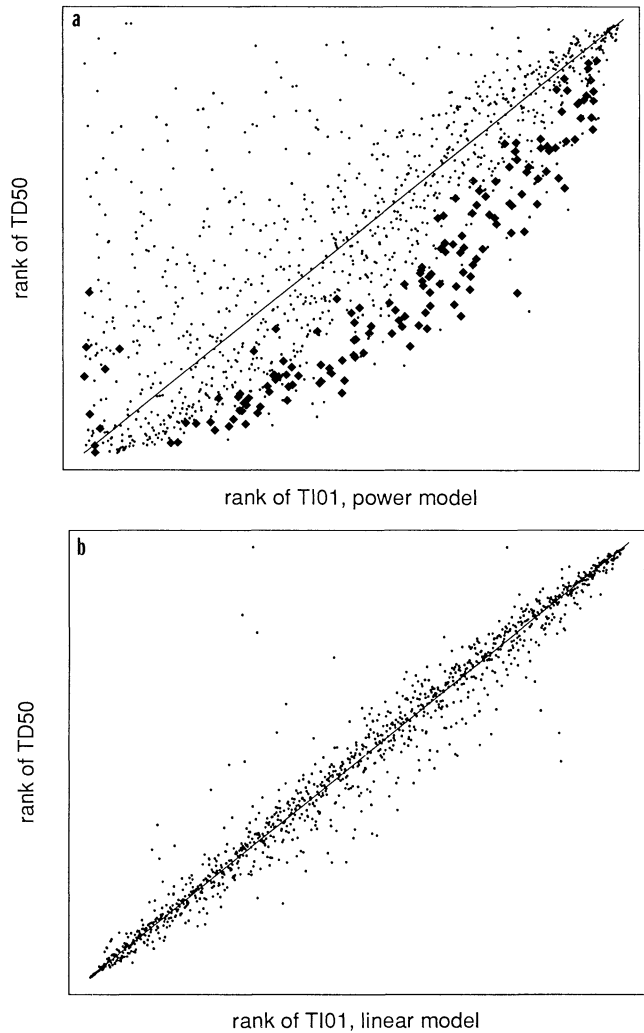 a
rank of TD50
rank of TI01, power model
b
rank of TD50
rank of TI01, linear model